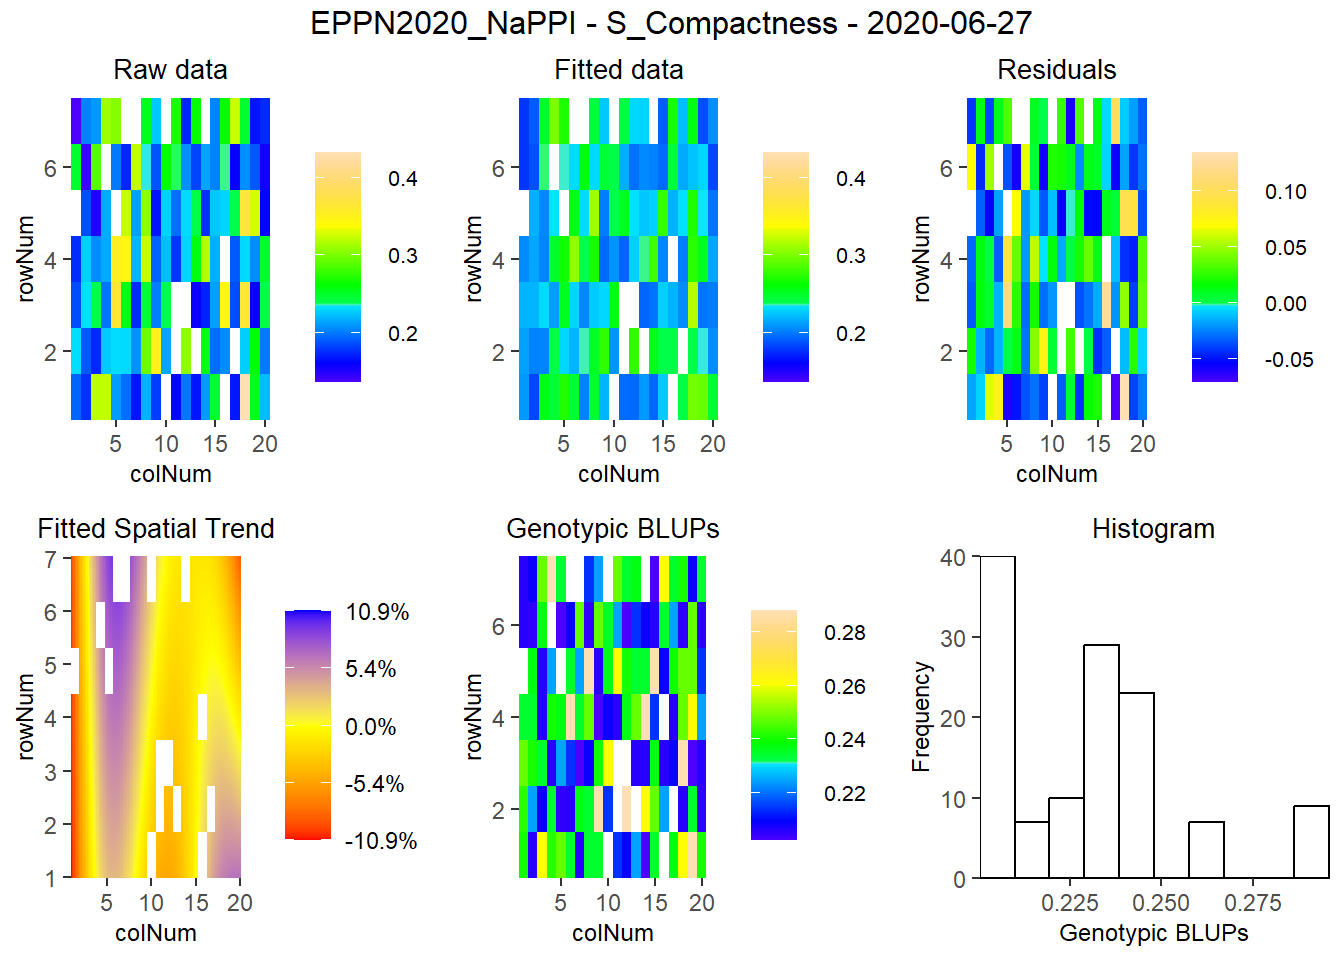 EPPN2020_NaPPI - S_Compactness - 2020-06-27
Raw data
Fitted data
Residuals
rowNum
6
4
2
5 10 15 20
colNum
0.4
0.3
0.2
rowNum
6
4
2
5 10 15 20
colNum
0.4
0.3
0.2
rowNum
6
4
2
5 10 15 20
colNum
0.10
0.05
0.00
-0.05
Fitted Spatial Trend
Genotypic BLUPs
Histogram
rowNum
7
6
5
4
3
2
1
5 10 15 20
colNum
10.9%
5.4%
0.0%
-5.4%
-10.9%
rowNum
6
4
2
5 10 15 20
colNum
0.28
0.26
0.24
0.22
Frequency
40
30
20
10
0
0.225 0.250 0.275
Genotypic BLUPs